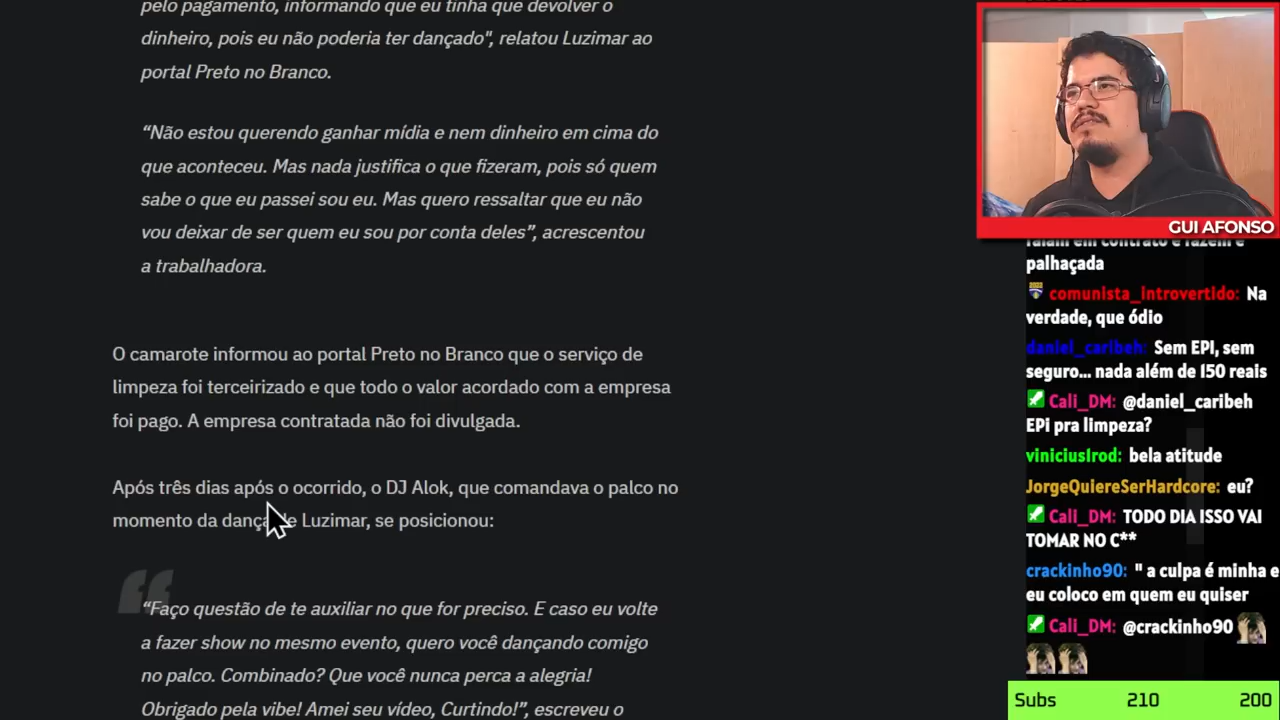 pelo pagamento, informando que eu tinha que devolver o
dinheiro, pois eu não poderia ter dançado", relatou Luzimar ao
portal Preto no Branco.
“Não estou querendo ganhar mídia e nem dinheiro em cima do
que aconteceu. Mas nada justifica o que fizeram, pois só quem
sabe o que eu passei sou eu. Mas quero ressaltar que eu não
vou deixar de ser quem eu sou por conta deles”, acrescentou
a trabalhadora.
O camarote informou ao portal Preto no Branco que o serviço de
limpeza foi terceirizado e que todo o valor acordado com a empresa
foi pago. A empresa contratada não foi divulgada.
Após três dias após o ocorrido, o DJ Alok, que comandava o palco no
momento da dança de Luzimar, se posicionou:
“Faço questão de te auxiliar no que for preciso. E caso eu volte
a fazer show no mesmo evento, quero você dançando comigo
no palco. Combinado? Que você nunca perca a alegria!
Obrigado pela vibe! Amei seu vídeo, Curtindo!”, escreveu o
GUI AFONSO
falam em contrato e fazem e
palhaçada
comunista_introvertido: Na
verdade, que ódio
daniel_caribeh: Sem EPI, sem
seguro... nada além de 150 reais
Cali_DM: @daniel_caribeh
EPi pra limpeza?
vinicius1rod: bela atitude
JorgeQuiereSerHardcore: eu?
Cali_DM: TODO DIA ISSO VAI
TOMAR NO C**
crackinho90: " a culpa é minha e
eu coloco em quem eu quiser
Cali_DM: @crackinho90
Subs 210 200